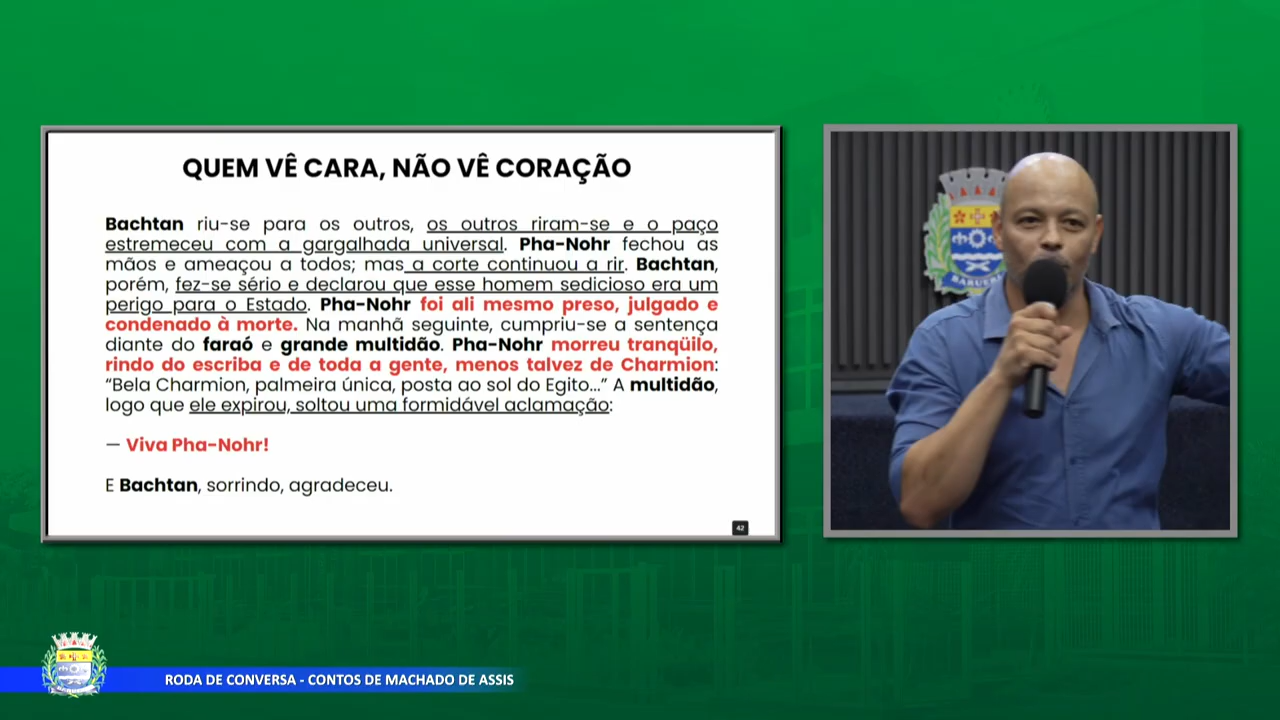 QUEM VÊ CARA, NÃO VÊ CORAÇÃO
Bachtan riu-se para os outros, os outros riram-se e o paço
estremeceu com a gargalhada universal. Pha-Nohr fechou as
mãos e ameaçou a todos; mas a corte continuou a rir. Bachtan,
porém, fez-se sério e declarou que esse homem sedicioso era um
perigo para o Estado. Pha-Nohr foi ali mesmo preso, julgado e
condenado à morte. Na manhã seguinte, cumpriu-se a sentença
diante do faraó e grande multidão. Pha-Nohr morreu tranqüilo,
rindo do escriba e de toda a gente, menos talvez de Charmion:
“Bela Charmion, palmeira única, posta ao sol do Egito...” A multidão,
logo que ele expirou, soltou uma formidável aclamação:
— Viva Pha-Nohr!
E Bachtan, sorrindo, agradeceu.
42
BARUERI
RODA DE CONVERSA - CONTOS DE MACHADO DE ASSIS